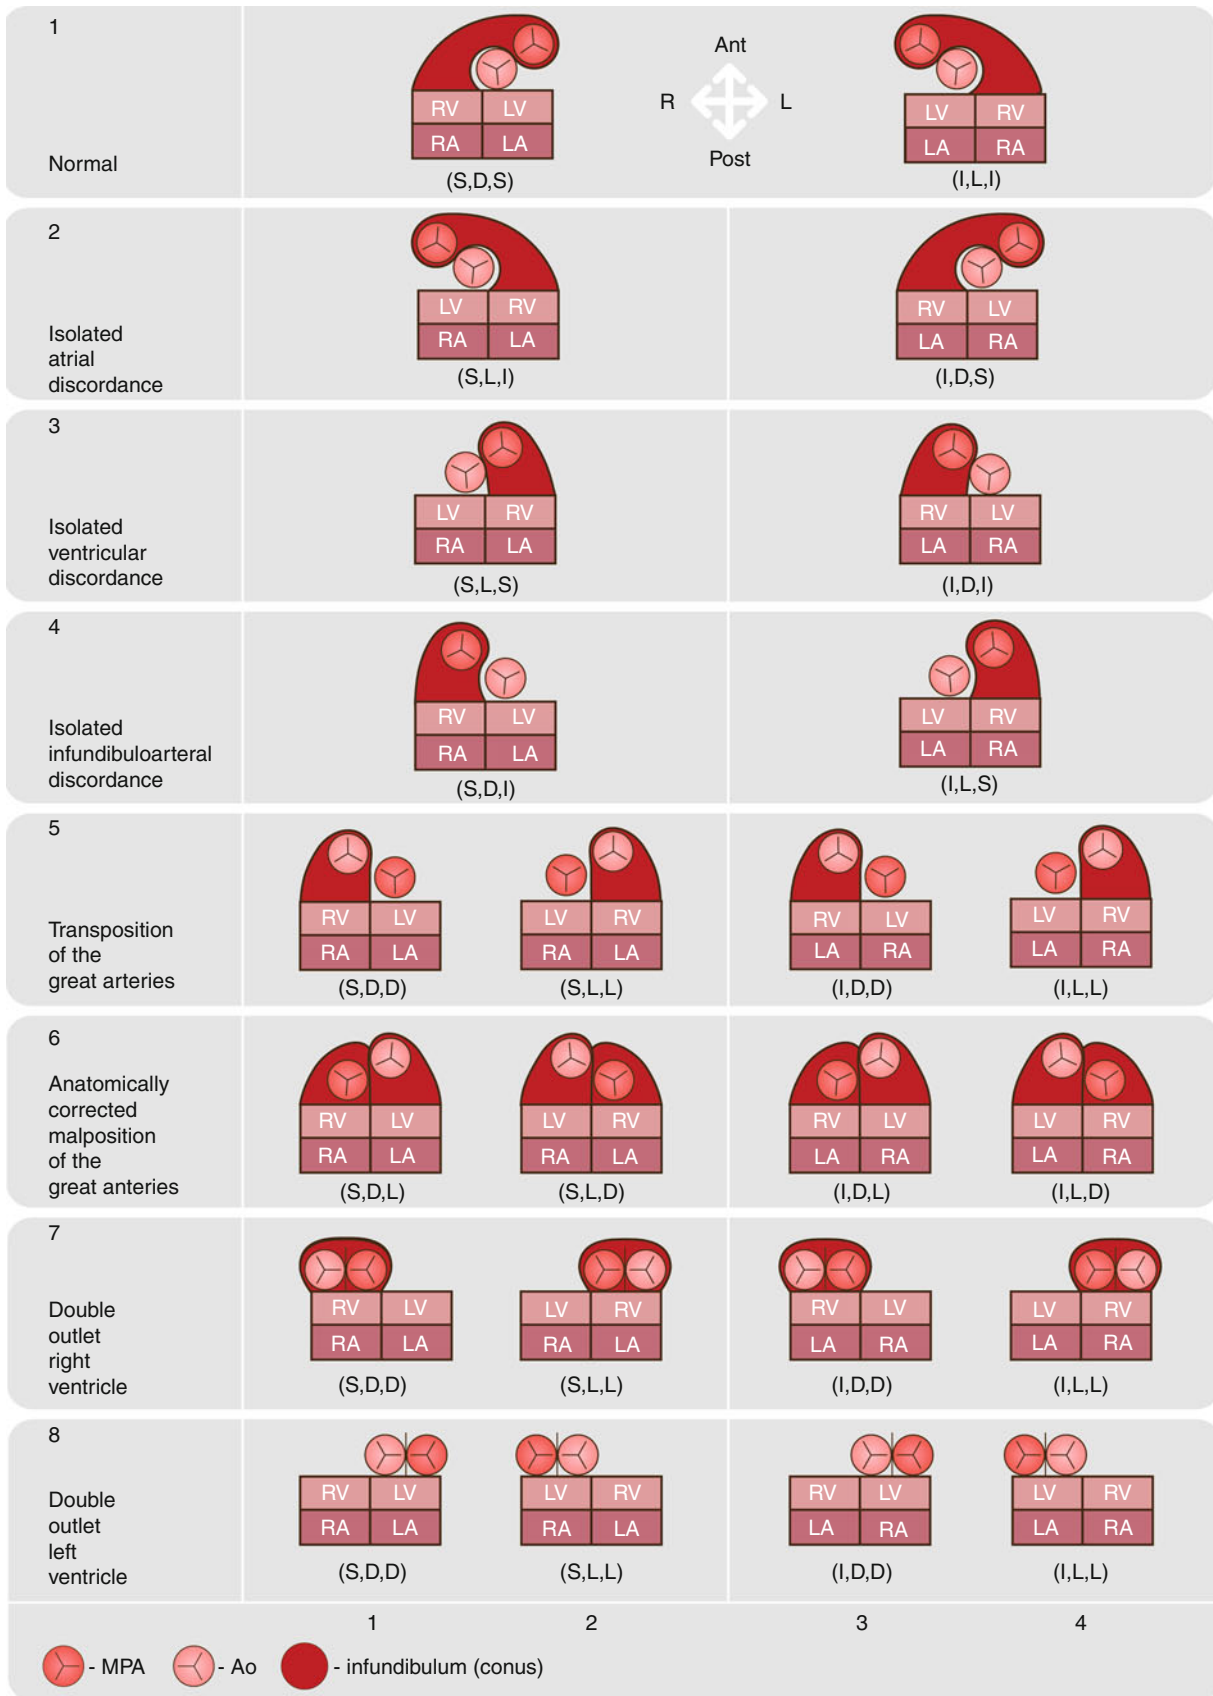 1
Normal
Ant
R
L
Post
RV LV
RA LA
(S,D,S)
LV RV
LA RA
(I,L,I)
2
Isolated
atrial
discordance
LV RV
RA LA
(S,L,I)
RV LV
LA RA
(I,D,S)
3
Isolated
ventricular
discordance
LV RV
RA LA
(S,L,S)
RV LV
LA RA
(I,D,I)
4
Isolated
infundibuloarteral
discordance
RV LV
RA LA
(S,D,I)
LV RV
LA RA
(I,L,S)
5
Transposition
of the
great arteries
RV LV
RA LA
(S,D,D)
LV RV
RA LA
(S,L,L)
RV LV
LA RA
(I,D,D)
LV RV
LA RA
(I,L,L)
6
Anatomically
corrected
malposition
of the
great anteries
RV LV
RA LA
(S,D,L)
LV RV
RA LA
(S,L,D)
RV LV
LA RA
(I,D,L)
LV RV
LA RA
(I,L,D)
7
Double
outlet
right
ventricle
RV LV
RA LA
(S,D,D)
LV RV
RA LA
(S,L,L)
RV LV
LA RA
(I,D,D)
LV RV
LA RA
(I,L,L)
8
Double
outlet
left
ventricle
RV LV
RA LA
(S,D,D)
LV RV
RA LA
(S,L,L)
RV LV
LA RA
(I,D,D)
LV RV
LA RA
(I,L,L)
1 2 3 4
- MPA - Ao - infundibulum (conus)